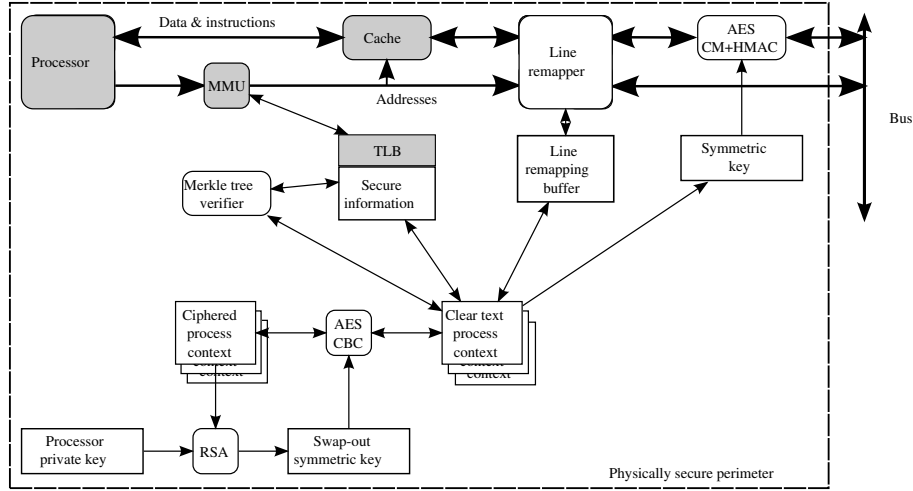 Data & instructions
Processor
Cache
Line
remapper
AES
CM+HMAC
MMU
Addresses
Bus
TLB
Secure
information
Merkle tree
verifier
Line
remapping
buffer
Symmetric
key
Ciphered
process
context
context
AES
CBC
Clear text
process
context
context
Processor
private key
RSA
Swap-out
symmetric key
Physically secure perimeter